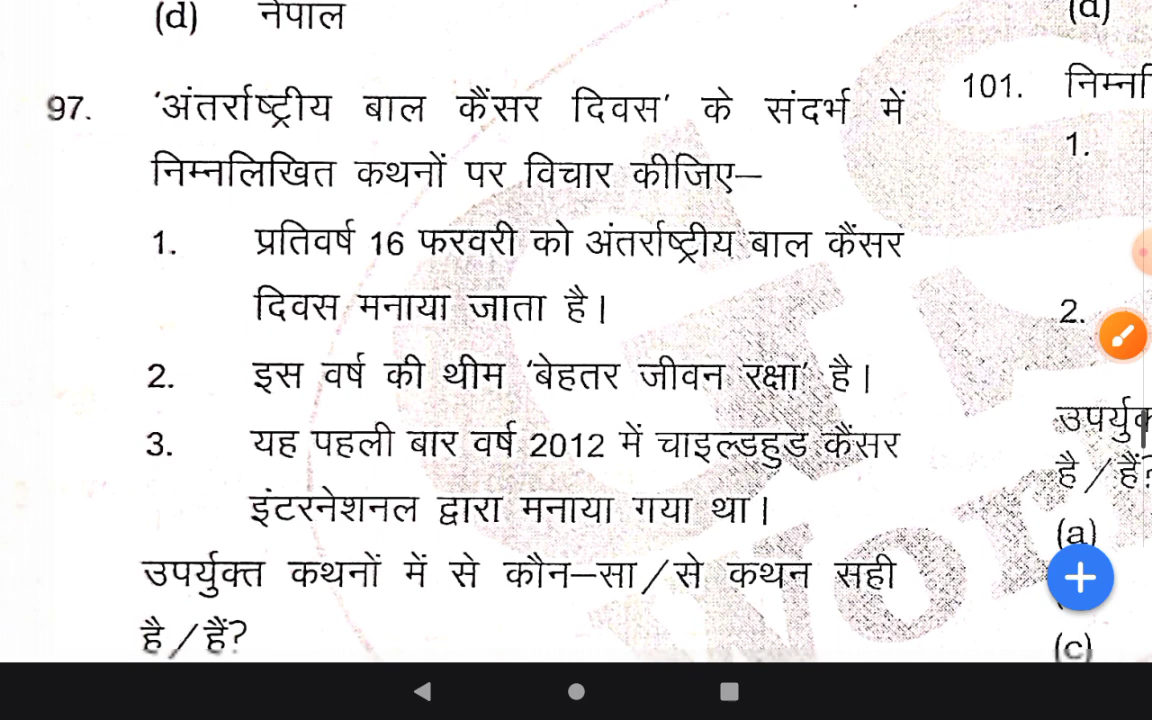 (d) नेपाल
97. 'अंतर्राष्ट्रीय बाल कैंसर दिवस' के संदर्भ में
निम्नलिखित कथनों पर विचार कीजिए–
1. प्रतिवर्ष 16 फरवरी को अंतर्राष्ट्रीय बाल कैंसर
दिवस मनाया जाता है।
2. इस वर्ष की थीम 'बेहतर जीवन रक्षा' है।
3. यह पहली बार वर्ष 2012 में चाइल्डहुड कैंसर
इंटरनेशनल द्वारा मनाया गया था।
उपर्युक्त कथनों में से कौन–सा/से कथन सही
है/हैं?
(d)
101.
1.
2.
है/हैं?
(a)
(c)